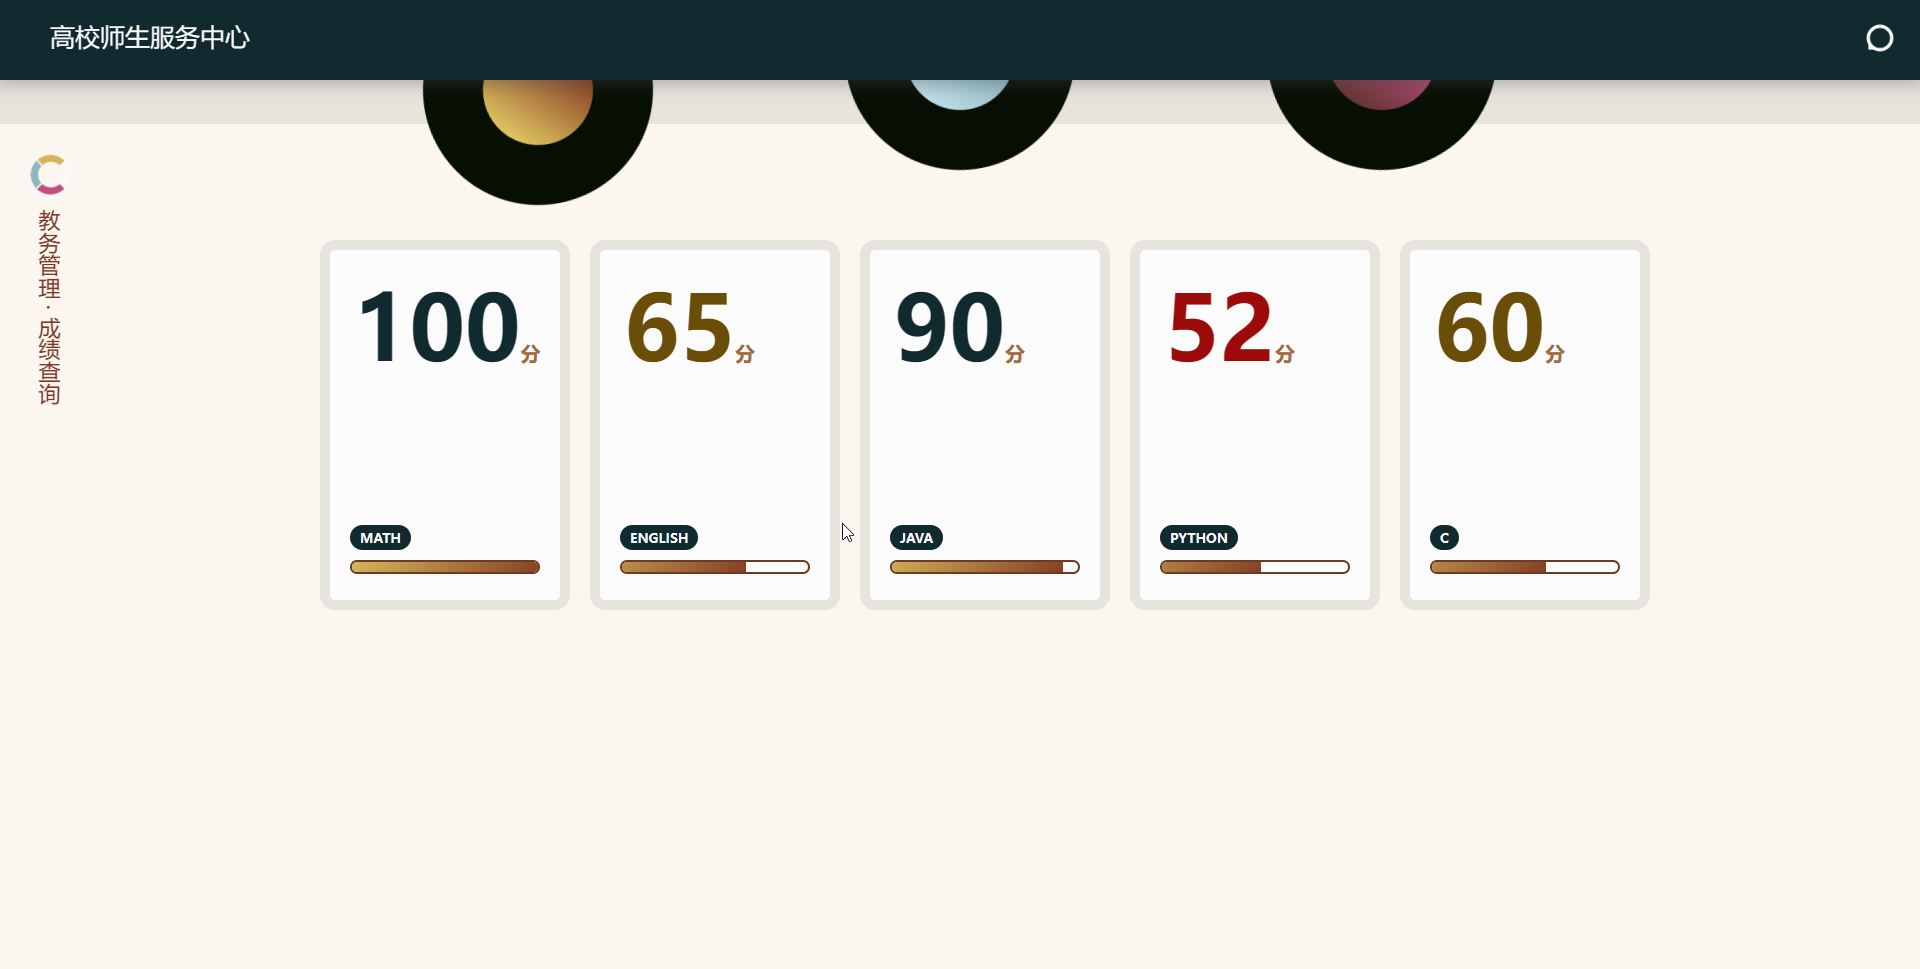 高校师生服务中心
教务管理·成绩查询
100分
65分
90分
52分
60分
MATH
ENGLISH
JAVA
PYTHON
C